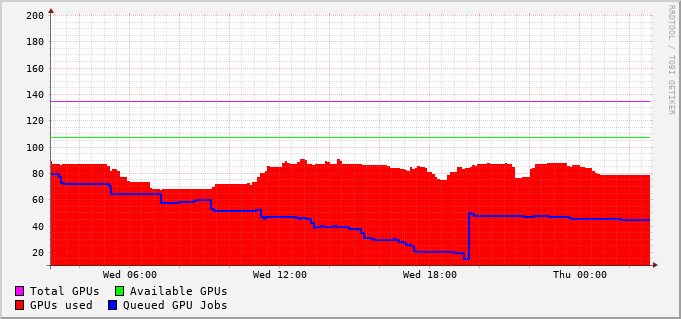 200
180
160
140
120
100
80
60
40
20
Wed 06:00 Wed 12:00 Wed 18:00 Thu 00:00
Total GPUs Available GPUs
GPUs used Queued GPU Jobs
RRDTOOL / TOBI OETIKER